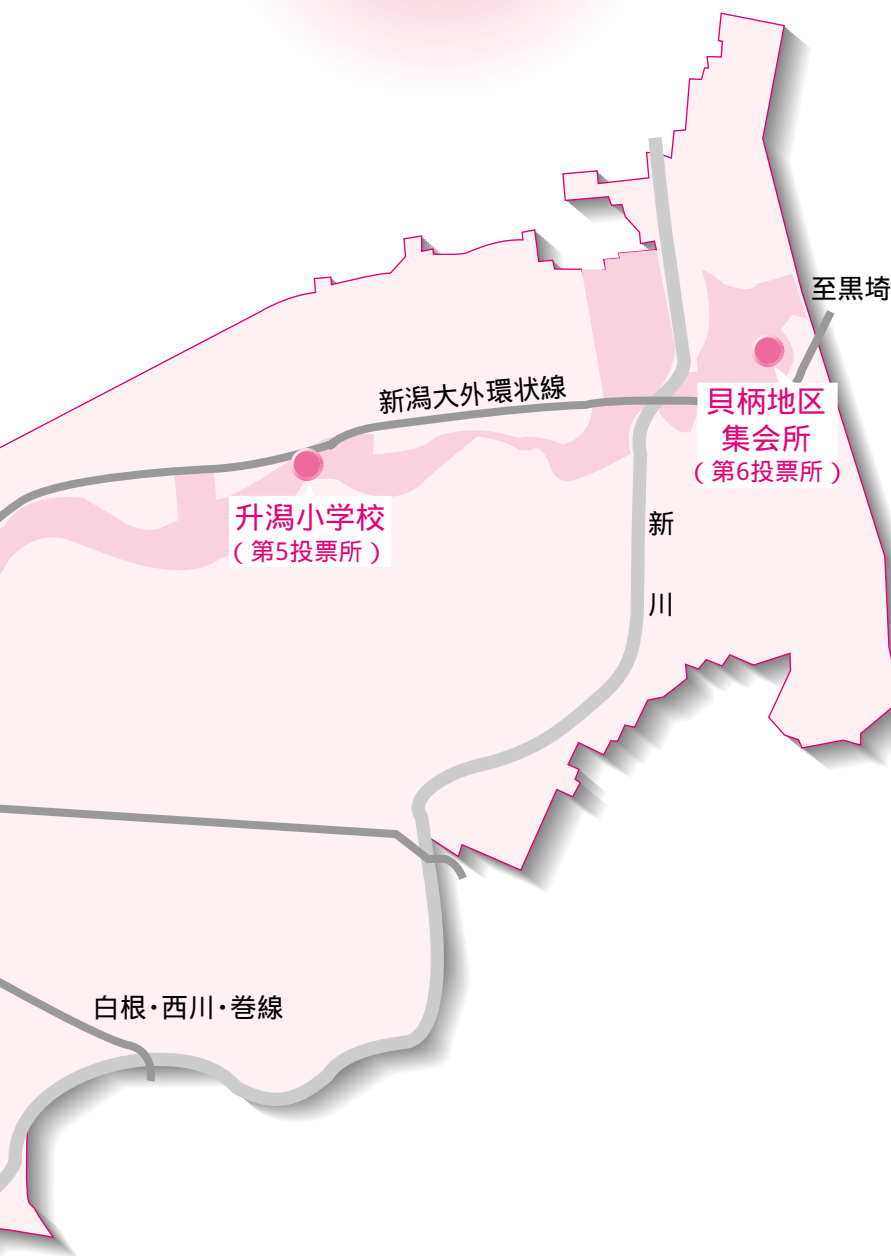 至黒埼
新潟大外環状線
貝柄地区
集会所
（第6投票所）
升潟小学校
（第5投票所）
新川
白根・西川・巻線